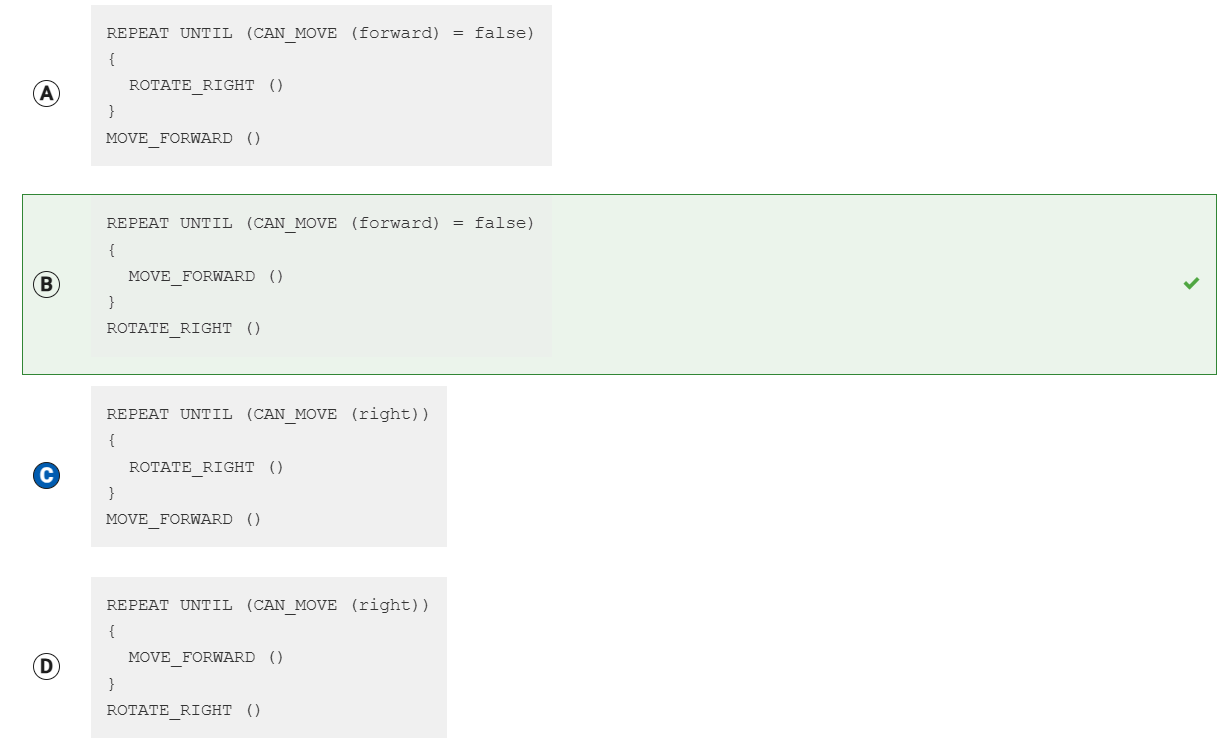 A
REPEAT UNTIL (CAN_MOVE (forward) = false)
{
ROTATE_RIGHT ()
}
MOVE_FORWARD ()
B
REPEAT UNTIL (CAN_MOVE (forward) = false)
{
MOVE_FORWARD ()
}
ROTATE_RIGHT ()
C
REPEAT UNTIL (CAN_MOVE (right))
{
ROTATE_RIGHT ()
}
MOVE_FORWARD ()
D
REPEAT UNTIL (CAN_MOVE (right))
{
MOVE_FORWARD ()
}
ROTATE_RIGHT ()